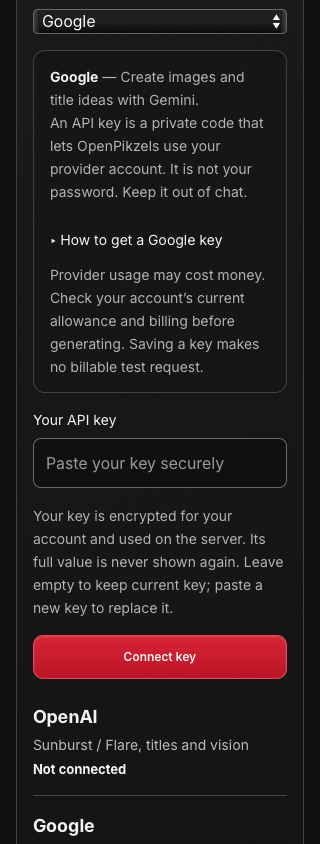 Google
Google — Create images and
title ideas with Gemini.
An API key is a private code that
lets OpenPikzels use your
provider account. It is not your
password. Keep it out of chat.
‣ How to get a Google key
Provider usage may cost money.
Check your account’s current
allowance and billing before
generating. Saving a key makes
no billable test request.
Your API key
Paste your key securely
Your key is encrypted for your
account and used on the server. Its
full value is never shown again. Leave
empty to keep current key; paste a
new key to replace it.
Connect key
OpenAI
Sunburst / Flare, titles and vision
Not connected
Google